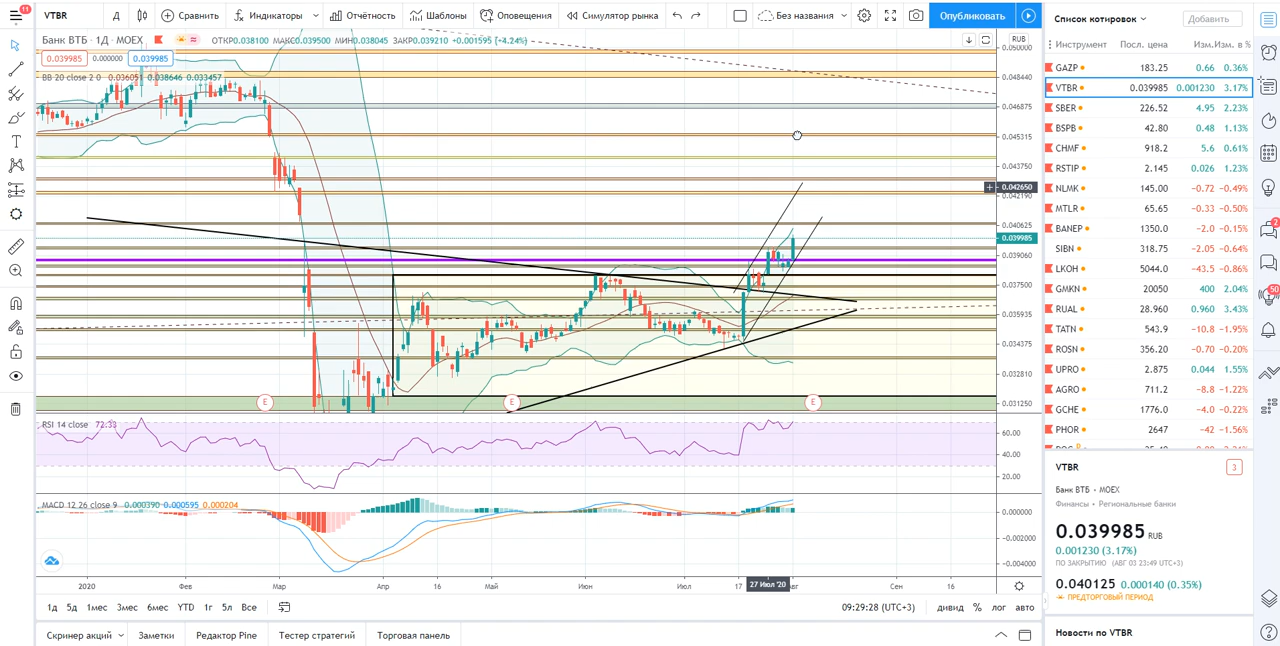 11
VTBR Д Сравнить Индикаторы Отчётность Шаблоны Оповещения Симулятор рынка Без названия Опубликовать
Банк ВТБ · 1Д · MOEX ОТКР0.038100 МАКС0.039500 МИН0.038045 ЗАКР0.039210 +0.001595 (+4.24%)
0.039985 0.000000 0.039985
BB 20 close 2 0 0.036051 0.038646 0.033457
RUB
0.050000
0.048440
0.046875
0.045315
0.043750
0.042650
0.042190
0.040625
0.039985
0.039060
0.037500
0.035935
0.034375
0.032810
0.031250
E E E
RSI 14 close 72.33
60.00
40.00
20.00
MACD 12 26 close 9 0.000390 0.000595 0.000204
0.000000
−0.002000
−0.004000
2020 Фев Мар Апр 16 Май Июн Июл 17 27 Июл '20 Сен 16
1д 5д 1мес 3мес 6мес YTD 1г 5л Все 09:29:28 (UTC+3) дивид % лог авто
Скринер акций Заметки Редактор Pine Тестер стратегий Торговая панель
Список котировок Добавить
Инструмент Посл. цена Изм. Изм. в %
GAZP 183.25 0.66 0.36%
VTBR 0.039985 0.001230 3.17%
SBER 226.52 4.95 2.23%
BSPB 42.80 0.48 1.13%
CHMF 918.2 5.6 0.61%
RSTIP 2.145 0.026 1.23%
NLMK 145.00 −0.72 −0.49%
MTLR 65.65 −0.33 −0.50%
BANEP 1350.0 −2.0 −0.15%
SIBN 318.75 −2.05 −0.64%
LKOH 5044.0 −43.5 −0.86%
GMKN 20050 400 2.04%
RUAL 28.960 0.960 3.43%
TATN 543.9 −10.8 −1.95%
ROSN 356.20 −0.70 −0.20%
UPRO 2.875 0.044 1.55%
AGRO 711.2 −8.8 −1.22%
GCHE 1776.0 −4.0 −0.22%
PHOR 2647 −42 −1.56%
VTBR 3
Банк ВТБ • MOEX
Финансы • Региональные банки
0.039985 RUB
0.001230 (3.17%)
ПО ЗАКРЫТИЮ (АВГ 03 23:49 UTC+3)
0.040125 0.000140 (0.35%)
ПРЕДТОРГОВЫЙ ПЕРИОД
Новости по VTBR
2
50